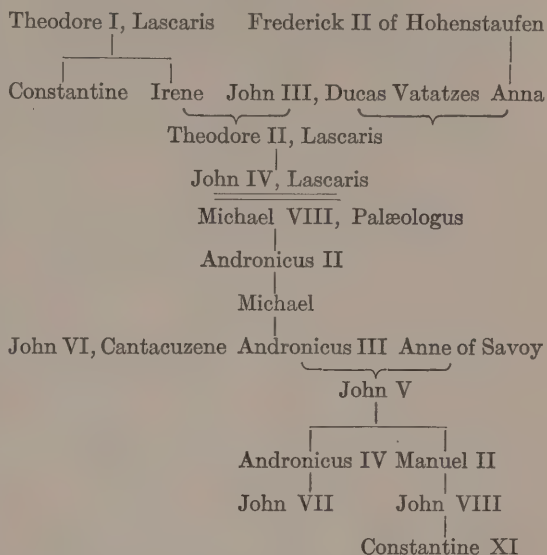 Theodore I, Lascaris Frederick II of Hohenstaufen
Constantine Irene John III, Ducas Vatatzes Anna
Theodore II, Lascaris
John IV, Lascaris
Michael VIII, Palæologus
Andronicus II
Michael
John VI, Cantacuzene Andronicus III Anne of Savoy
John V
Andronicus IV Manuel II
John VII John VIII
Constantine XI